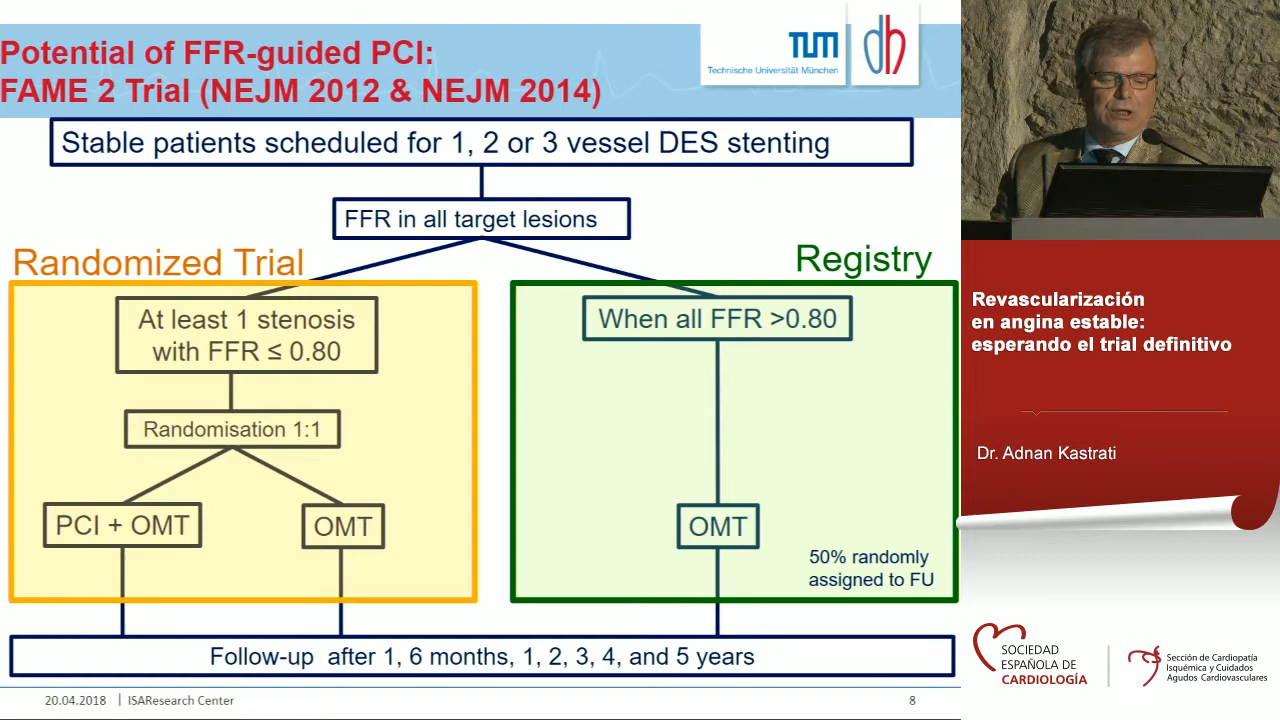 Potential of FFR-guided PCI:
FAME 2 Trial (NEJM 2012 & NEJM 2014)
TUM
Technische Universität München
dh
Stable patients scheduled for 1, 2 or 3 vessel DES stenting
FFR in all target lesions
Randomized Trial
Registry
At least 1 stenosis
with FFR ≤ 0.80
When all FFR >0.80
Randomisation 1:1
PCI + OMT
OMT
OMT
50% randomly
assigned to FU
Follow-up after 1, 6 months, 1, 2, 3, 4, and 5 years
20.04.2018 | ISAResearch Center
8
Revascularización
en angina estable:
esperando el trial definitivo
Dr. Adnan Kastrati
SOCIEDAD
ESPAÑOLA DE
CARDIOLOGÍA
Sección de Cardiopatía
Isquémica y Cuidados
Agudos Cardiovasculares